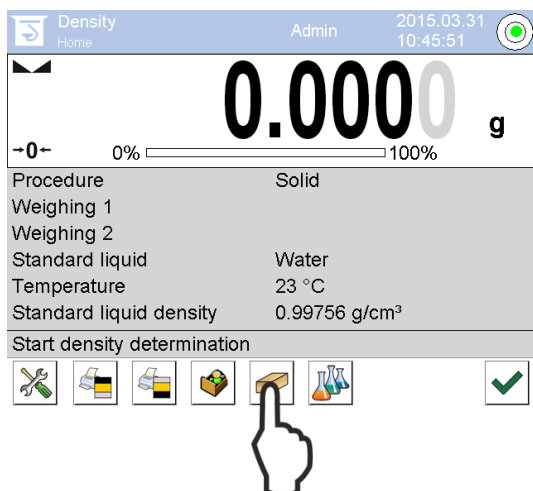 Density Admin 2015.03.31
Home 10:45:51
0.0000 g
→0← 0% 100%
Procedure Solid
Weighing 1
Weighing 2
Standard liquid Water
Temperature 23 °C
Standard liquid density 0.99756 g/cm³
Start density determination